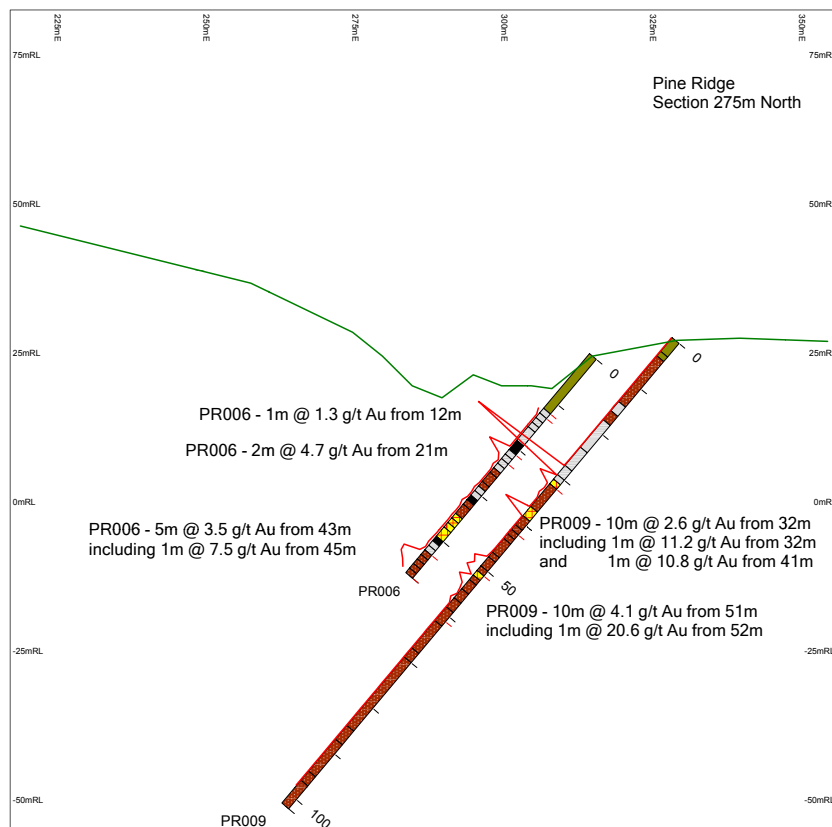 225mE
250mE
275mE
300mE
325mE
350mE
75mRL
25mRL
Pine Ridge
Section 275m North
50mRL
50mRL
25mRL
25mRL
0
0
PR006 - 1m @ 1.3 g/t Au from 12m
PR006 - 2m @ 4.7 g/t Au from 21m
0mRL
0mRL
PR006 - 5m @ 3.5 g/t Au from 43m
including 1m @ 7.5 g/t Au from 45m
PR009 - 10m @ 2.6 g/t Au from 32m
including 1m @ 11.2 g/t Au from 32m
and 1m @ 10.8 g/t Au from 41m
PR006
50
PR009 - 10m @ 4.1 g/t Au from 51m
including 1m @ 20.6 g/t Au from 52m
-25mRL
-25mRL
-50mRL
-50mRL
PR009
100